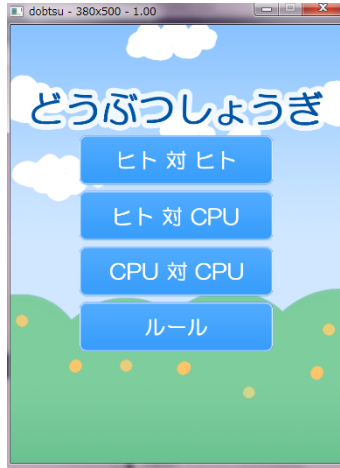 dobtsu - 380x500 - 1.00
どうぶつしょうぎ
ヒト 対 ヒト
ヒト 対 CPU
CPU 対 CPU
ルール